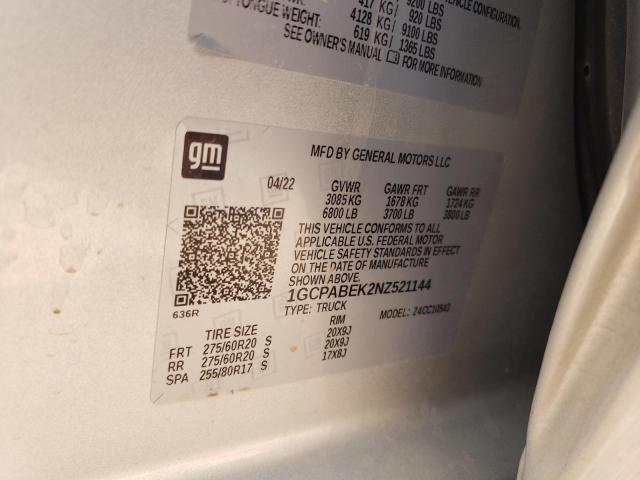 417 KG / 9200 LBS
TONGUE WEIGHT: 4128 KG / 920 LBS
619 KG / 9100 LBS
1365 LBS
VEHICLE CONFIGURATION.
SEE OWNER'S MANUAL FOR MORE INFORMATION
gm
MFD BY GENERAL MOTORS LLC
04/22 GVWR GAWR FRT GAWR RR
3085 KG 1678 KG 1724 KG
6800 LB 3700 LB 3800 LB
THIS VEHICLE CONFORMS TO ALL
APPLICABLE U.S. FEDERAL MOTOR
VEHICLE SAFETY STANDARDS IN EFFECT
ON THE DATE OF MANUFACTURE
SHOWN ABOVE.
1GCPABEK2NZ521144
636R
TYPE: TRUCK MODEL: 24CC10543
TIRE SIZE RIM
FRT 275/60R20 S 20X9J
RR 275/60R20 S 20X9J
SPA 255/80R17 S 17X8J